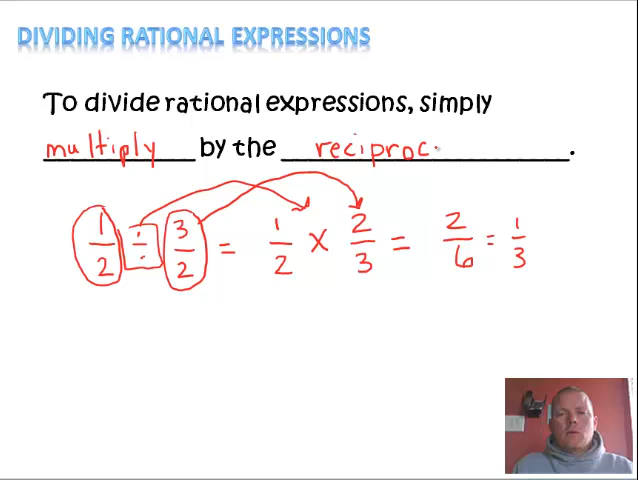 DIVIDING RATIONAL EXPRESSIONS
To divide rational expressions, simply
multiply by the reciproc .
1/2 ÷ 3/2 = 1/2 x 2/3 = 2/6 = 1/3